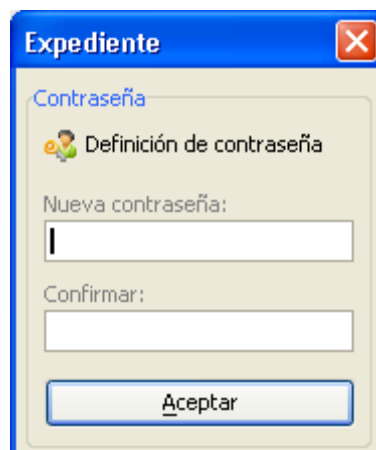 Expediente
Contraseña
Definición de contraseña
Nueva contraseña:
Confirmar:
Aceptar